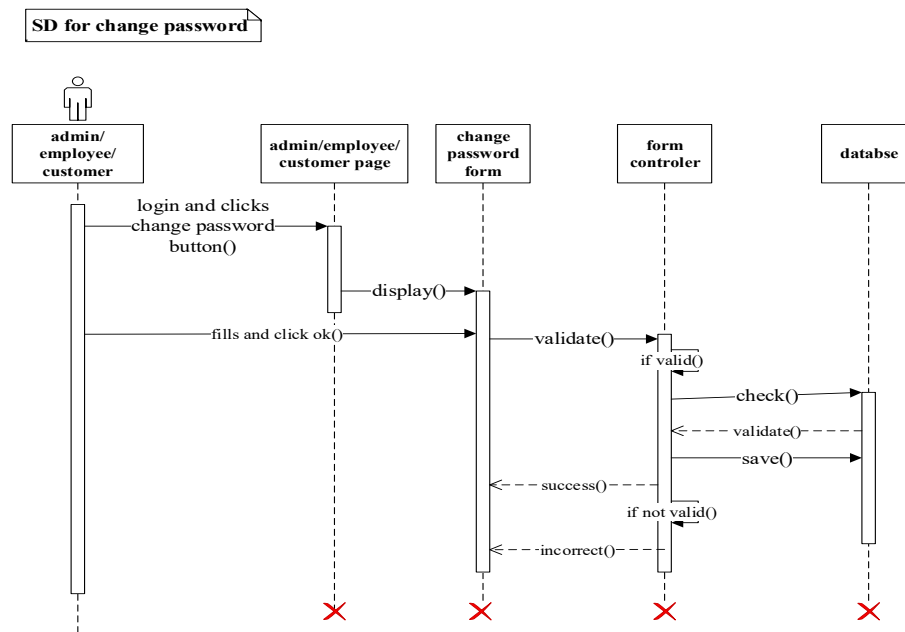 SD for change password
admin/
employee/
customer
admin/employee/
customer page
change
password
form
form
controler
databse
login and clicks
change password
button()
display()
fills and click ok()
validate()
if valid()
check()
validate()
save()
success()
if not valid()
incorrect()